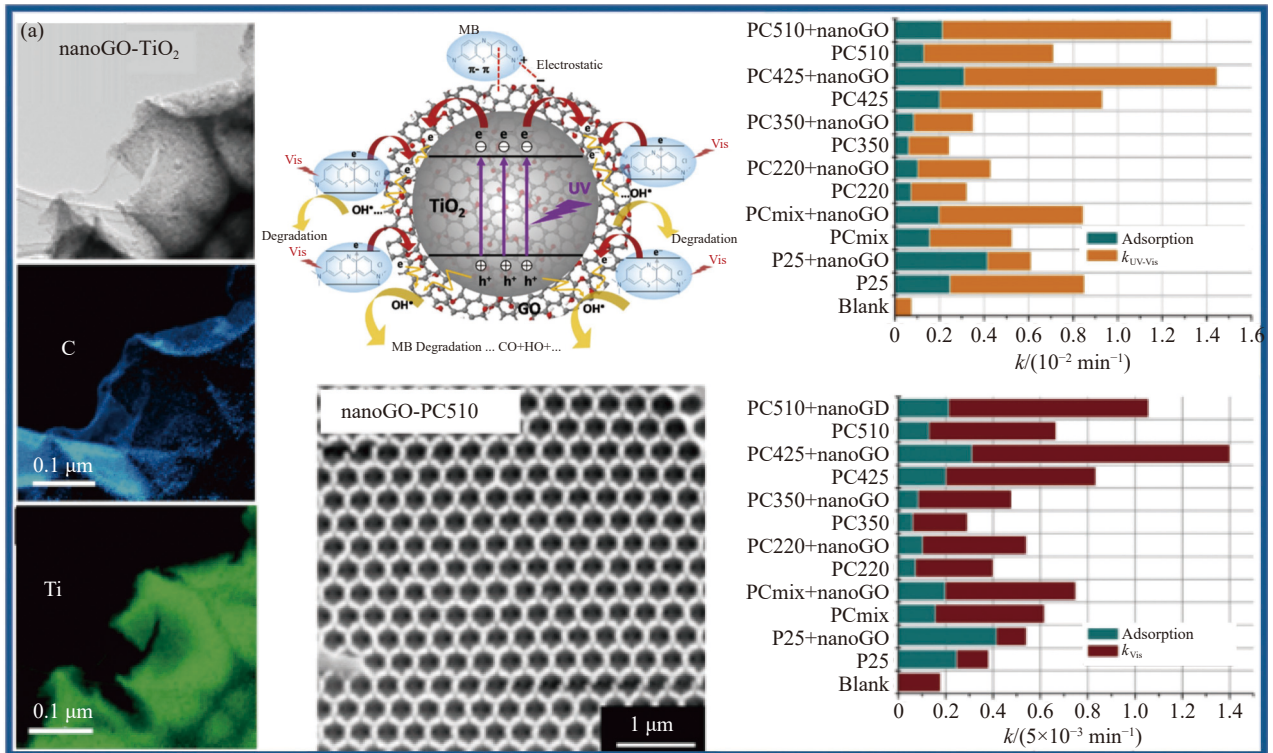 (a)
nanoGO-TiO₂
C
0.1 μm
Ti
0.1 μm
MB
π- π
+
Electrostatic
−
e⁻ e⁻ e⁻
Vis
Vis
TiO₂
UV
OH•...
...OH•
Degradation
Degradation
Vis
Vis
h⁺ h⁺ h⁺
OH•
OH•
GO
MB Degradation ... CO+HO+...
nanoGO-PC510
1 μm
PC510+nanoGO
PC510
PC425+nanoGO
PC425
PC350+nanoGO
PC350
PC220+nanoGO
PC220
PCmix+nanoGO
PCmix
P25+nanoGO
P25
Blank
Adsorption
k_UV-Vis
0 0.2 0.4 0.6 0.8 1.0 1.2 1.4 1.6
k/(10⁻² min⁻¹)
PC510+nanoGD
PC510
PC425+nanoGO
PC425
PC350+nanoGO
PC350
PC220+nanoGO
PC220
PCmix+nanoGO
PCmix
P25+nanoGO
P25
Blank
Adsorption
k_Vis
0 0.2 0.4 0.6 0.8 1.0 1.2 1.4
k/(5×10⁻³ min⁻¹)